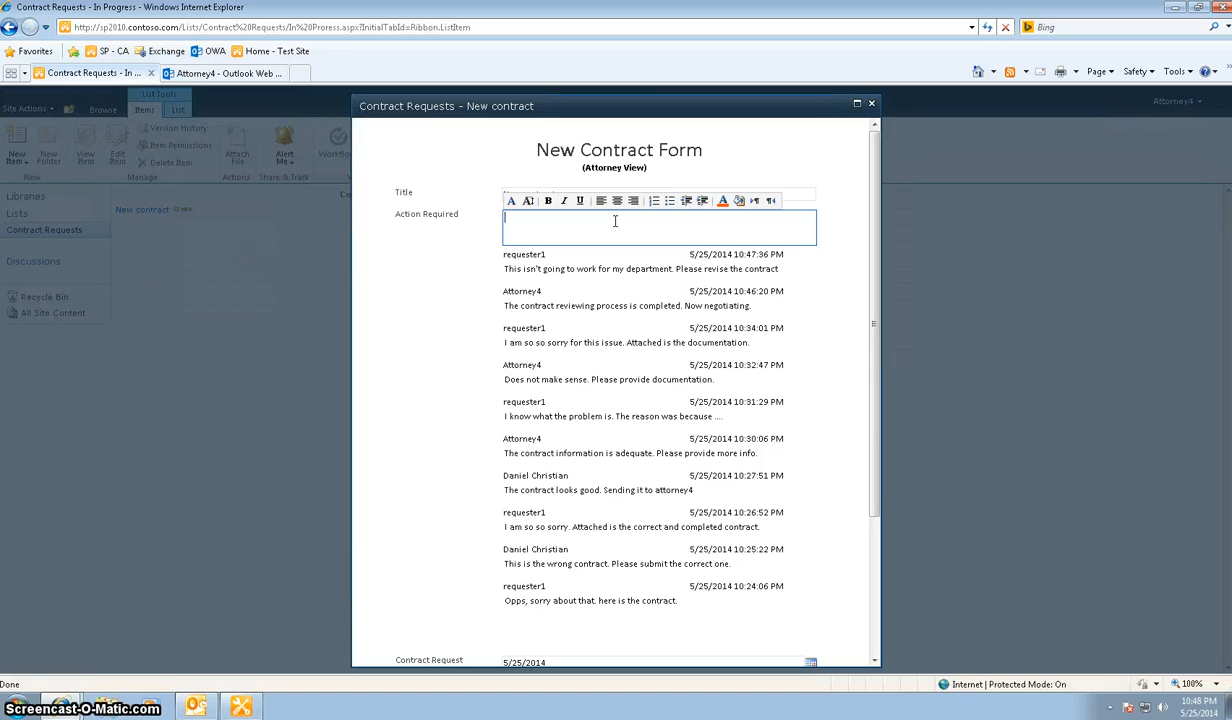 Contract Requests - In Progress - Windows Internet Explorer
http://sp2010.contoso.com/Lists/Contract%20Requests/In%20Proress.aspx?InitialTabId=Ribbon.ListItem
Bing
Favorites
SP - CA
Exchange
OWA
Home - Test Site
Contract Requests - In ...
Attorney4 - Outlook Web ...
Page
Safety
Tools
List Tools
Site Actions
Browse
Items
List
Attorney4
Contract Requests - New contract
New Item
New Folder
View Item
Edit Item
Version History
Item Permissions
Delete Item
Attach File
Alert Me
Workflow
New
Manage
Actions
Share & Track
Libraries
Lists
Contract Requests
Discussions
Recycle Bin
All Site Content
New contract
NEW
New Contract Form
(Attorney View)
Title
Action Required
requester1 5/25/2014 10:47:36 PM
This isn't going to work for my department. Please revise the contract
Attorney4 5/25/2014 10:46:20 PM
The contract reviewing process is completed. Now negotiating.
requester1 5/25/2014 10:34:01 PM
I am so so sorry for this issue. Attached is the documentation.
Attorney4 5/25/2014 10:32:47 PM
Does not make sense. Please provide documentation.
requester1 5/25/2014 10:31:29 PM
I know what the problem is. The reason was because ....
Attorney4 5/25/2014 10:30:06 PM
The contract information is adequate. Please provide more info.
Daniel Christian 5/25/2014 10:27:51 PM
The contract looks good. Sending it to attorney4
requester1 5/25/2014 10:26:52 PM
I am so so sorry. Attached is the correct and completed contract.
Daniel Christian 5/25/2014 10:25:22 PM
This is the wrong contract. Please submit the correct one.
requester1 5/25/2014 10:24:06 PM
Opps, sorry about that. here is the contract.
Contract Request 5/25/2014
Done
Internet | Protected Mode: On
100%
Screencast-O-Matic.com
10:48 PM
5/25/2014